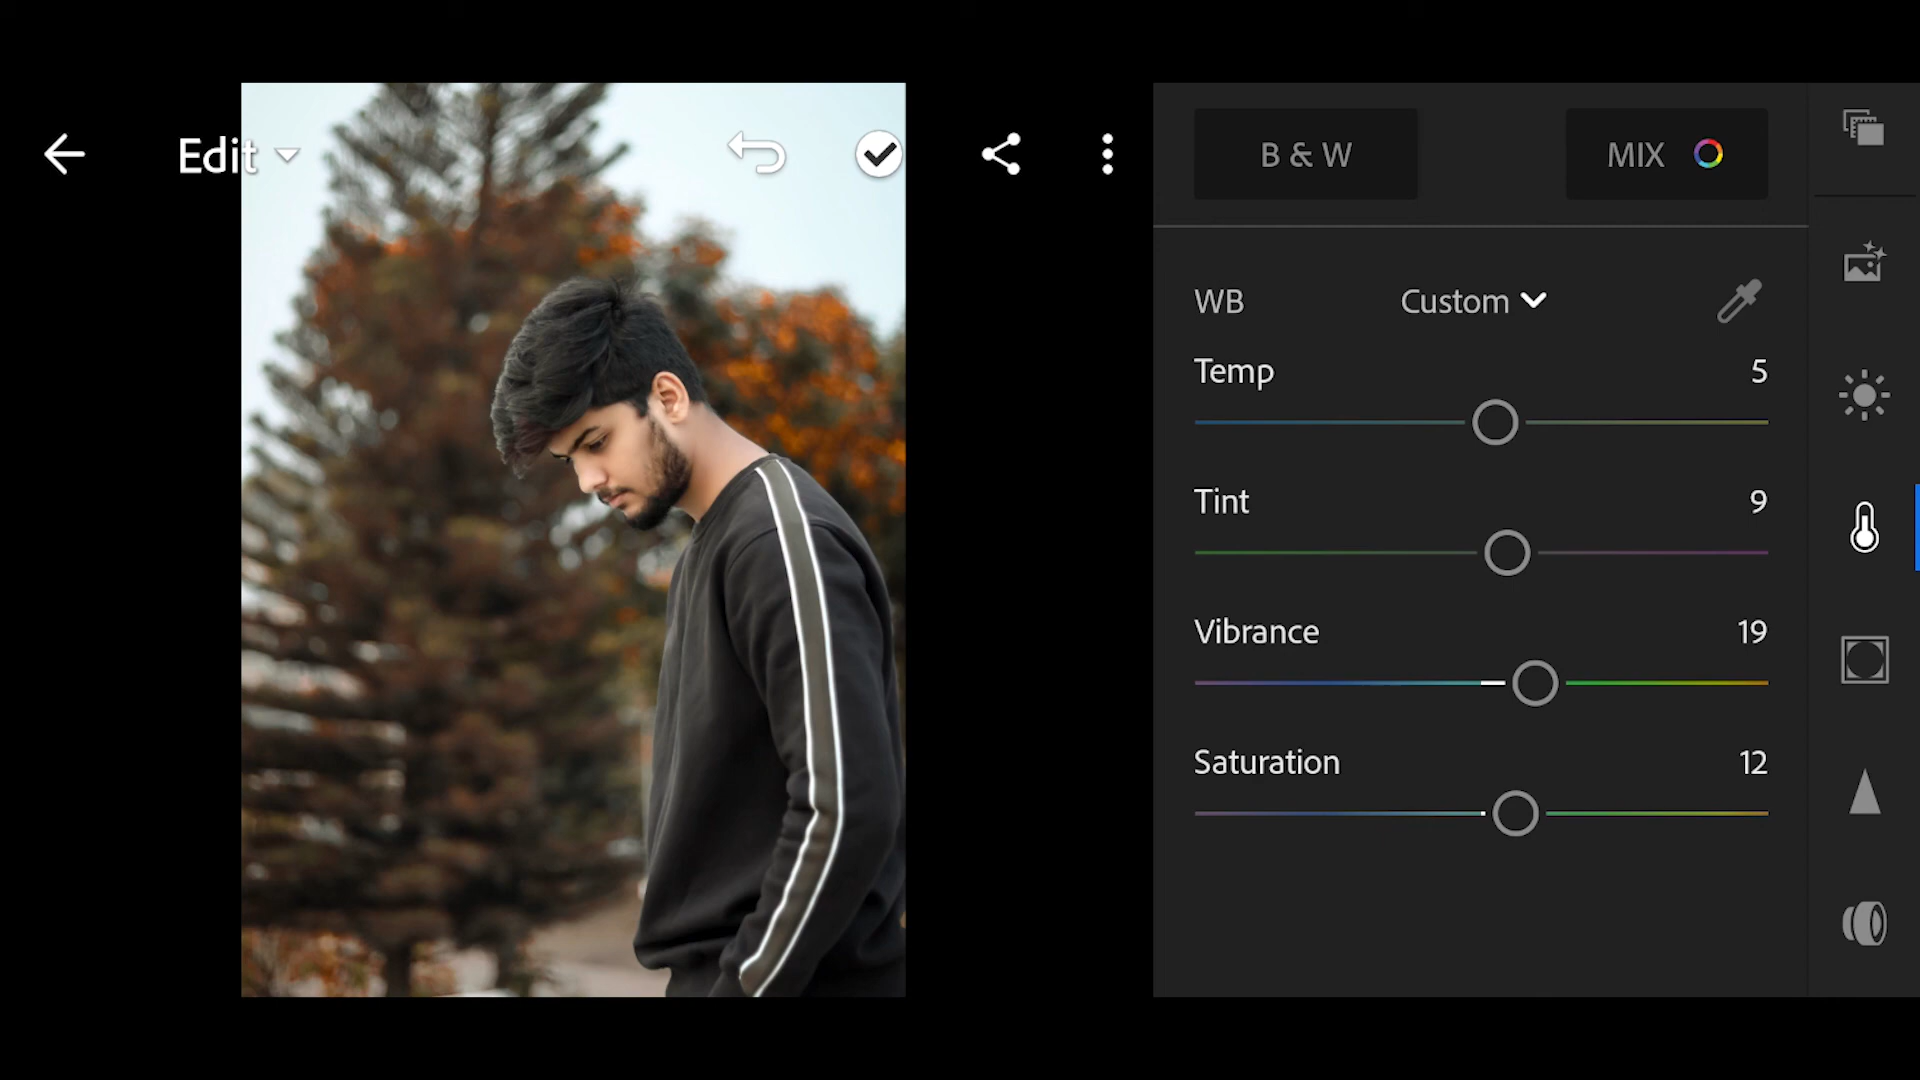 Edit
B & W
MIX
WB
Custom
Temp
5
Tint
9
Vibrance
19
Saturation
12